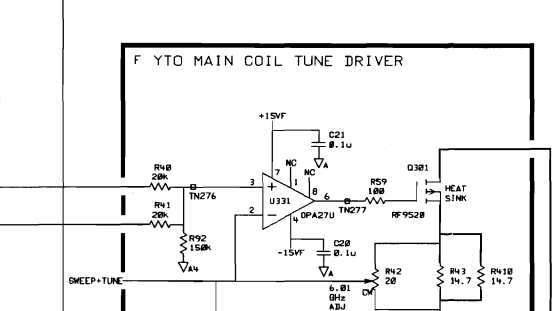 F YTO MAIN COIL TUNE DRIVER
+15VF
C21
0.1u
A
7
NC
1
NC
8
R40
20K
TN276
3
+
U331
OPA27U
6
TN277
R59
100
Q301
HEAT
SINK
RF9520
R41
20K
2
-
4
R92
150K
A4
-15VF
C20
0.1u
A
SWEEP+TUNE
6.01
GHz
ADJ
CW
R42
20
R43
14.7
R410
14.7